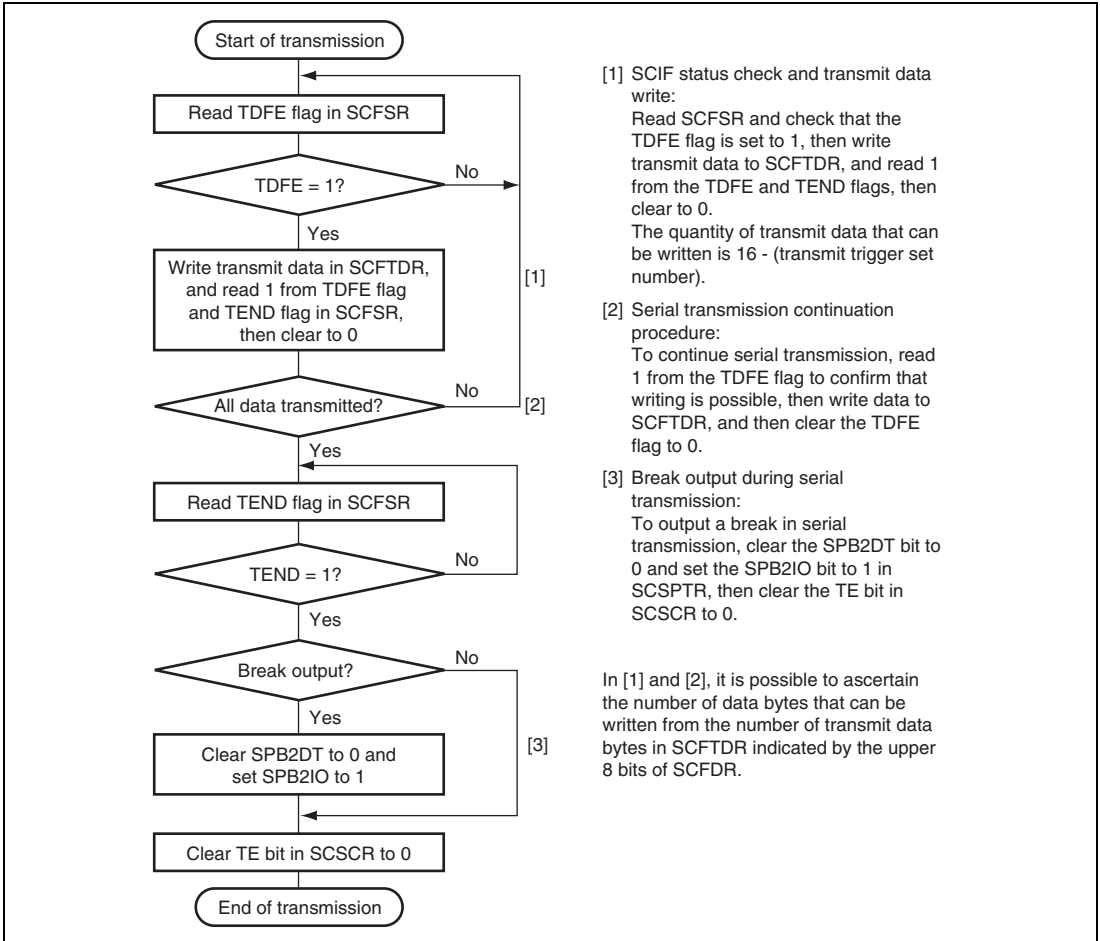 Start of transmission
Read TDFE flag in SCFSR
TDFE = 1?
No
Yes
Write transmit data in SCFTDR,
and read 1 from TDFE flag
and TEND flag in SCFSR,
then clear to 0
[1]
All data transmitted?
No
[2]
Yes
Read TEND flag in SCFSR
TEND = 1?
No
Yes
Break output?
No
Yes
Clear SPB2DT to 0 and
set SPB2IO to 1
[3]
Clear TE bit in SCSCR to 0
End of transmission
[1] SCIF status check and transmit data
write:
Read SCFSR and check that the
TDFE flag is set to 1, then write
transmit data to SCFTDR, and read 1
from the TDFE and TEND flags, then
clear to 0.
The quantity of transmit data that can
be written is 16 - (transmit trigger set
number).
[2] Serial transmission continuation
procedure:
To continue serial transmission, read
1 from the TDFE flag to confirm that
writing is possible, then write data to
SCFTDR, and then clear the TDFE
flag to 0.
[3] Break output during serial
transmission:
To output a break in serial
transmission, clear the SPB2DT bit to
0 and set the SPB2IO bit to 1 in
SCSPTR, then clear the TE bit in
SCSCR to 0.
In [1] and [2], it is possible to ascertain
the number of data bytes that can be
written from the number of transmit data
bytes in SCFTDR indicated by the upper
8 bits of SCFDR.